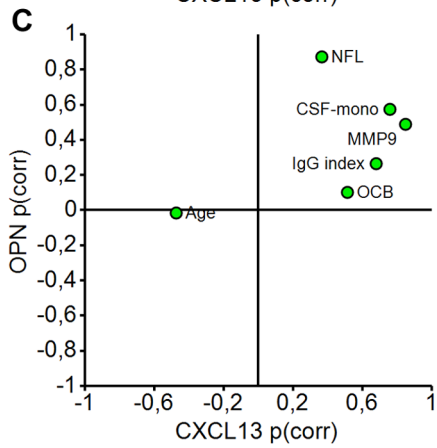 CXCL13 p(corr)
C
1
0,8
0,6
0,4
0,2
0
-0,2
-0,4
-0,6
-0,8
-1
OPN p(corr)
NFL
CSF-mono
MMP9
IgG index
OCB
Age
-1
-0,6
-0,2
0,2
0,6
1
CXCL13 p(corr)